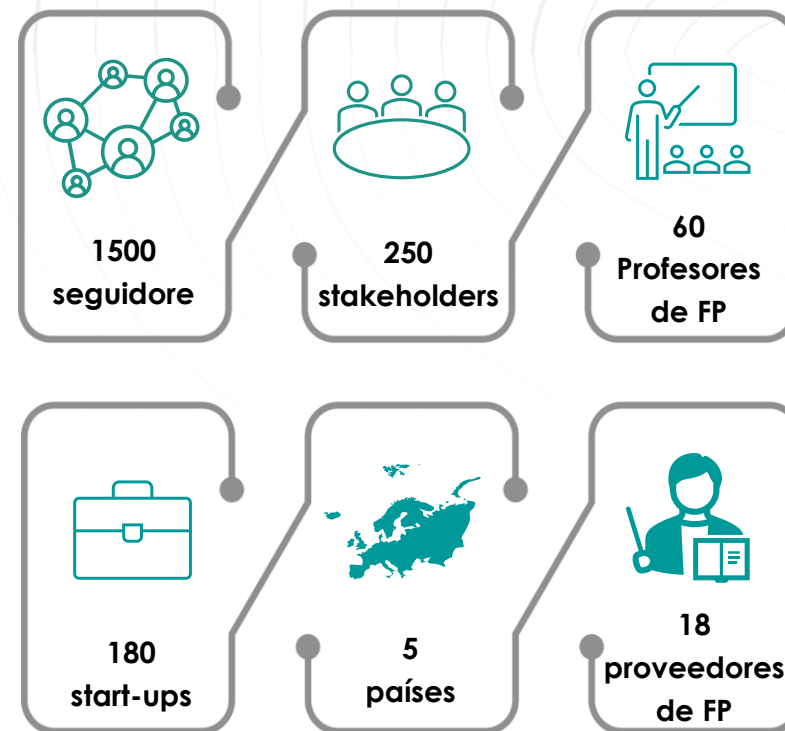 1500
seguidore
250
stakeholders
60
Profesores
de FP
180
start-ups
5
países
18
proveedores
de FP